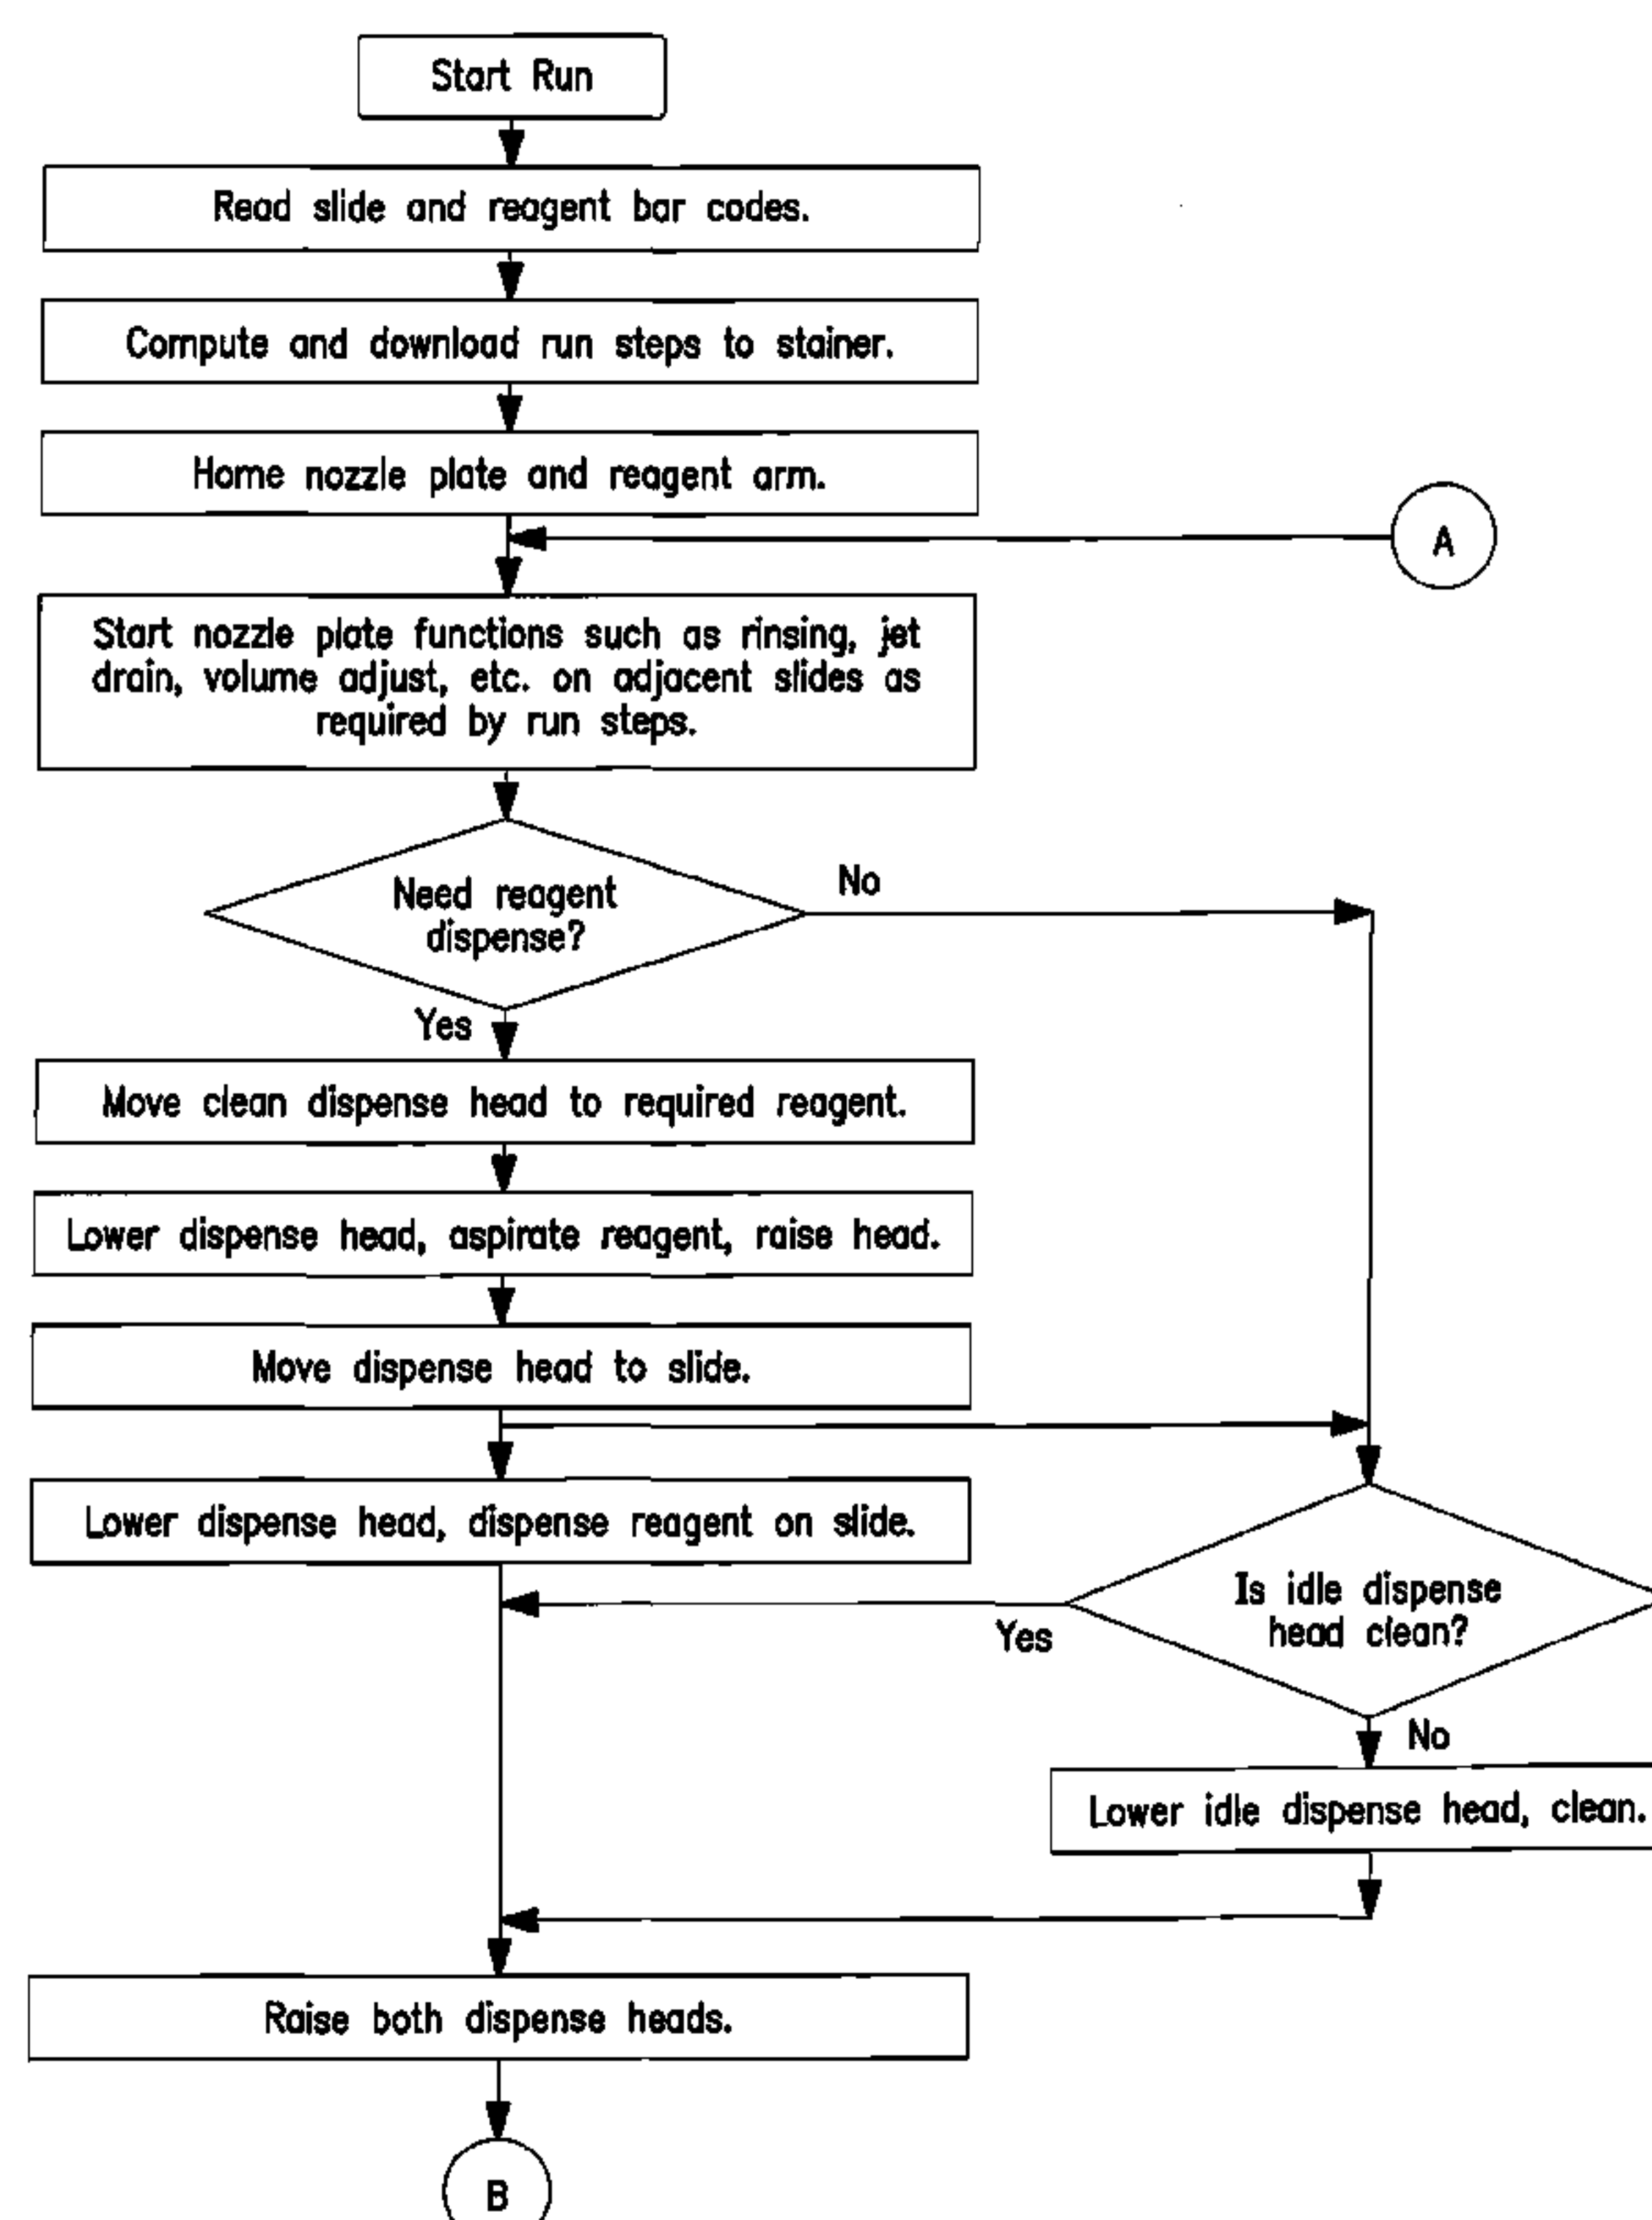 Start Run
Read slide and reagent bar codes.
Compute and download run steps to stainer.
Home nozzle plate and reagent arm.
A
Start nozzle plate functions such as rinsing, jet
drain, volume adjust, etc. on adjacent slides as
required by run steps.
Need reagent
dispense?
No
Yes
Move clean dispense head to required reagent.
Lower dispense head, aspirate reagent, raise head.
Move dispense head to slide.
Lower dispense head, dispense reagent on slide.
Is idle dispense
head clean?
Yes
No
Lower idle dispense head, clean.
Raise both dispense heads.
B